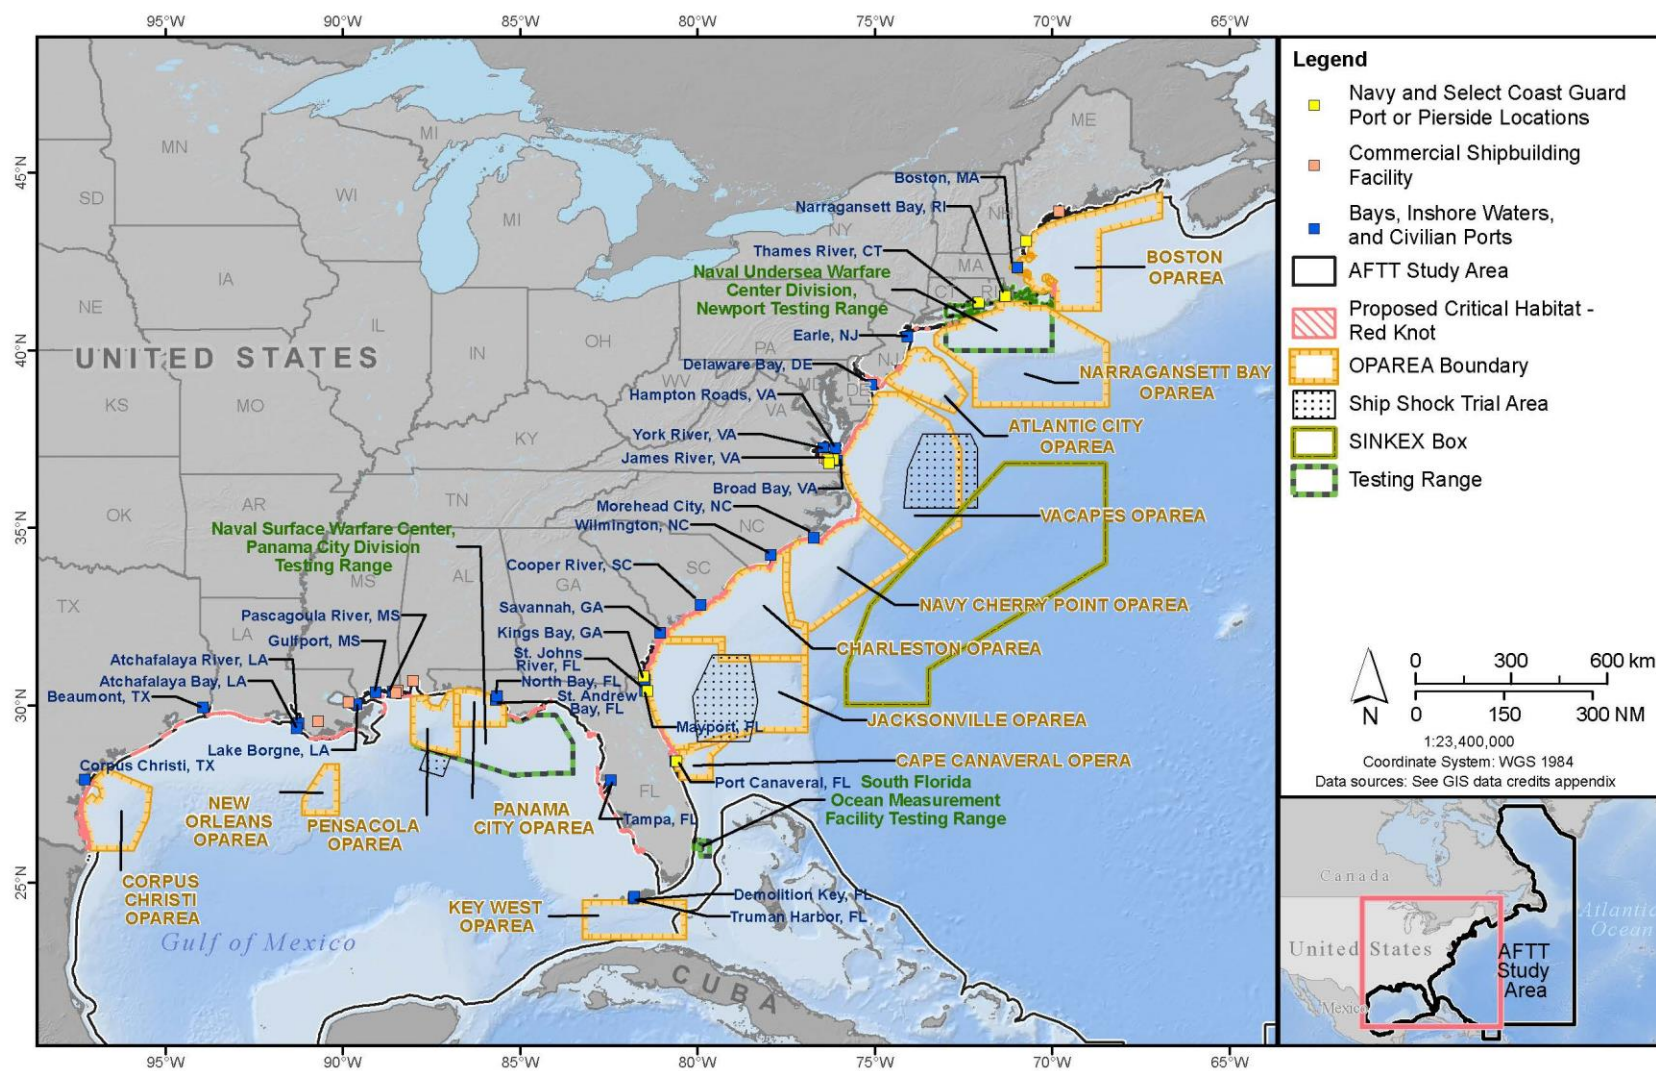 95°W 90°W 85°W 80°W 75°W 70°W 65°W
45°N
40°N
35°N
30°N
25°N
95°W 90°W 85°W 80°W 75°W 70°W 65°W
MN
SD
WI
MI
MI
IA
NE
IL
IN
OH
PA
NY
ME
NH
MA
CT
NJ
MD
DE
WV
VA
KS
MO
KY
OK
AR
TN
NC
SC
MS
AL
GA
TX
LA
FL
UNITED STATES
CUBA
Gulf of Mexico
Boston, MA
Narragansett Bay, RI
Thames River, CT
Naval Undersea Warfare
Center Division,
Newport Testing Range
Earle, NJ
Delaware Bay, DE
Hampton Roads, VA
York River, VA
James River, VA
Broad Bay, VA
Morehead City, NC
Wilmington, NC
Naval Surface Warfare Center,
Panama City Division
Testing Range
Cooper River, SC
Savannah, GA
Kings Bay, GA
St. Johns
River, FL
North Bay, FL
St. Andrew
Bay, FL
Mayport, FL
Pascagoula River, MS
Gulfport, MS
Atchafalaya River, LA
Atchafalaya Bay, LA
Beaumont, TX
Lake Borgne, LA
Corpus Christi, TX
Tampa, FL
Port Canaveral, FL
South Florida
Ocean Measurement
Facility Testing Range
Demolition Key, FL
Truman Harbor, FL
BOSTON
OPAREA
NARRAGANSETT BAY
OPAREA
ATLANTIC CITY
OPAREA
VACAPES OPAREA
NAVY CHERRY POINT OPAREA
CHARLESTON OPAREA
JACKSONVILLE OPAREA
CAPE CANAVERAL OPERA
NEW
ORLEANS
OPAREA
PENSACOLA
OPAREA
PANAMA
CITY OPAREA
CORPUS
CHRISTI
OPAREA
KEY WEST
OPAREA
Legend
Navy and Select Coast Guard
Port or Pierside Locations
Commercial Shipbuilding
Facility
Bays, Inshore Waters,
and Civilian Ports
AFTT Study Area
Proposed Critical Habitat -
Red Knot
OPAREA Boundary
Ship Shock Trial Area
SINKEX Box
Testing Range
N
0 300 600 km
0 150 300 NM
1:23,400,000
Coordinate System: WGS 1984
Data sources: See GIS data credits appendix
Canada
United States
Mexico
Atlantic
Ocean
AFTT
Study
Area